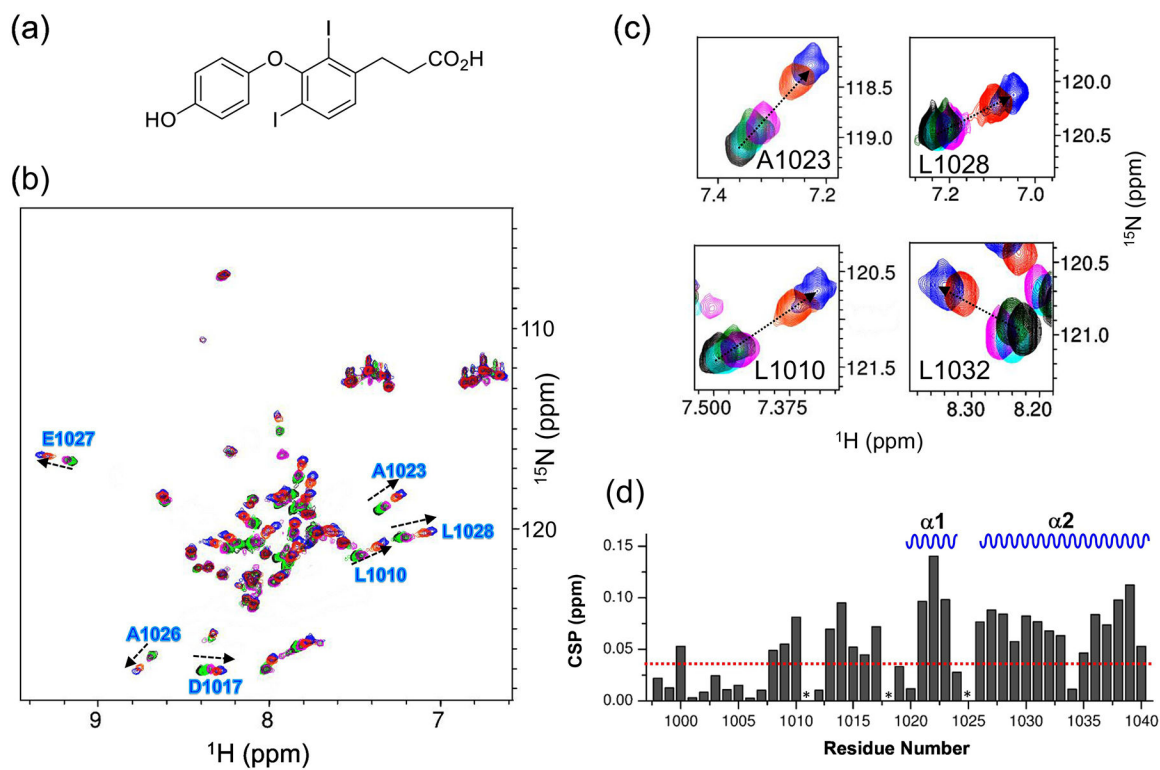 (a)
I
O
CO₂H
HO
I
(b)
110
120
¹⁵N (ppm)
E1027
A1023
L1028
L1010
A1026
D1017
9
8
7
¹H (ppm)
(c)
A1023
118.5
119.0
7.4
7.2
L1028
120.0
120.5
7.2
7.0
L1010
120.5
121.5
7.500
7.375
L1032
120.5
121.0
8.30
8.20
¹⁵N (ppm)
¹H (ppm)
(d)
α1
α2
0.15
0.10
0.05
0.00
CSP (ppm)
* * *
1000 1005 1010 1015 1020 1025 1030 1035 1040
Residue Number